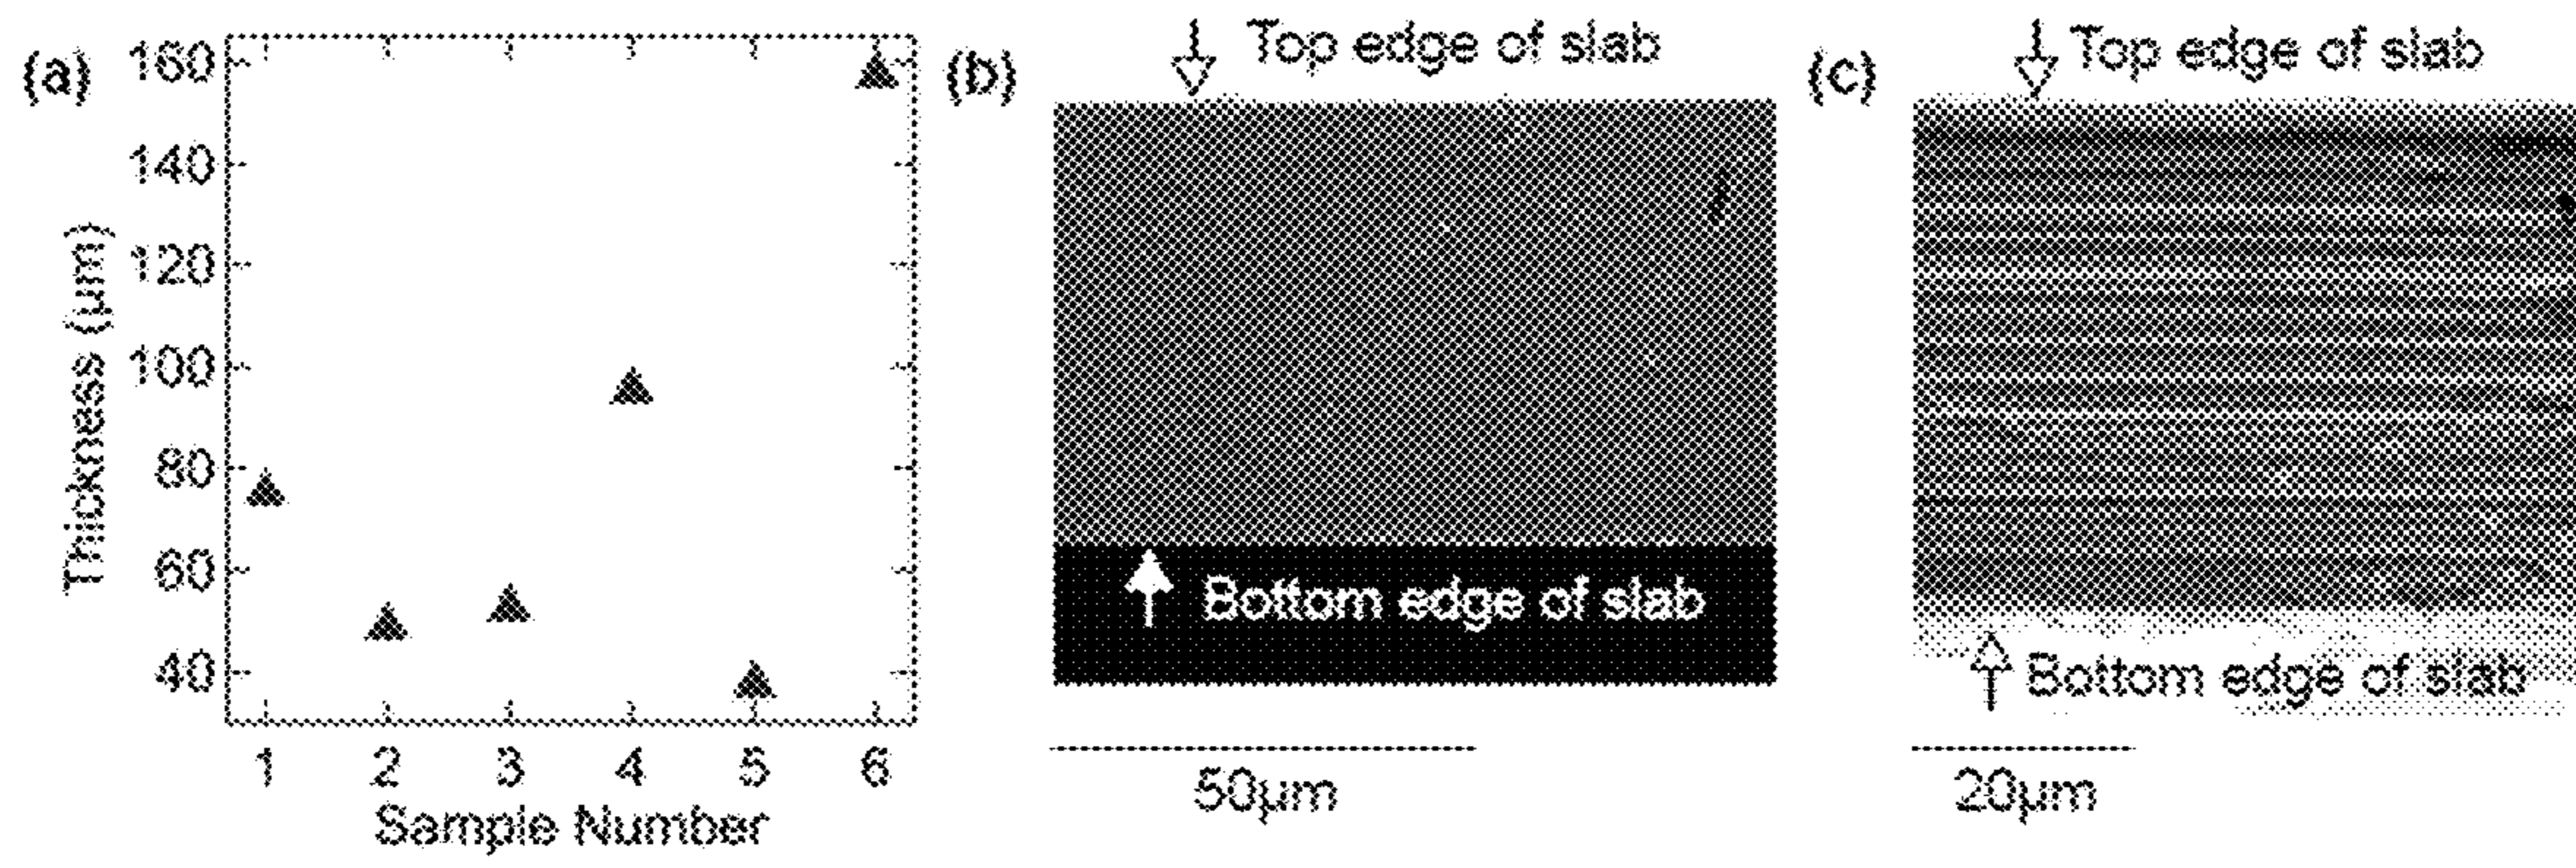 (a)
160
140
120
100
80
60
40
Thickness (µm)
1 2 3 4 5 6
Sample Number
(b)
Top edge of slab
Bottom edge of slab
50µm
(c)
Top edge of slab
Bottom edge of slab
20µm